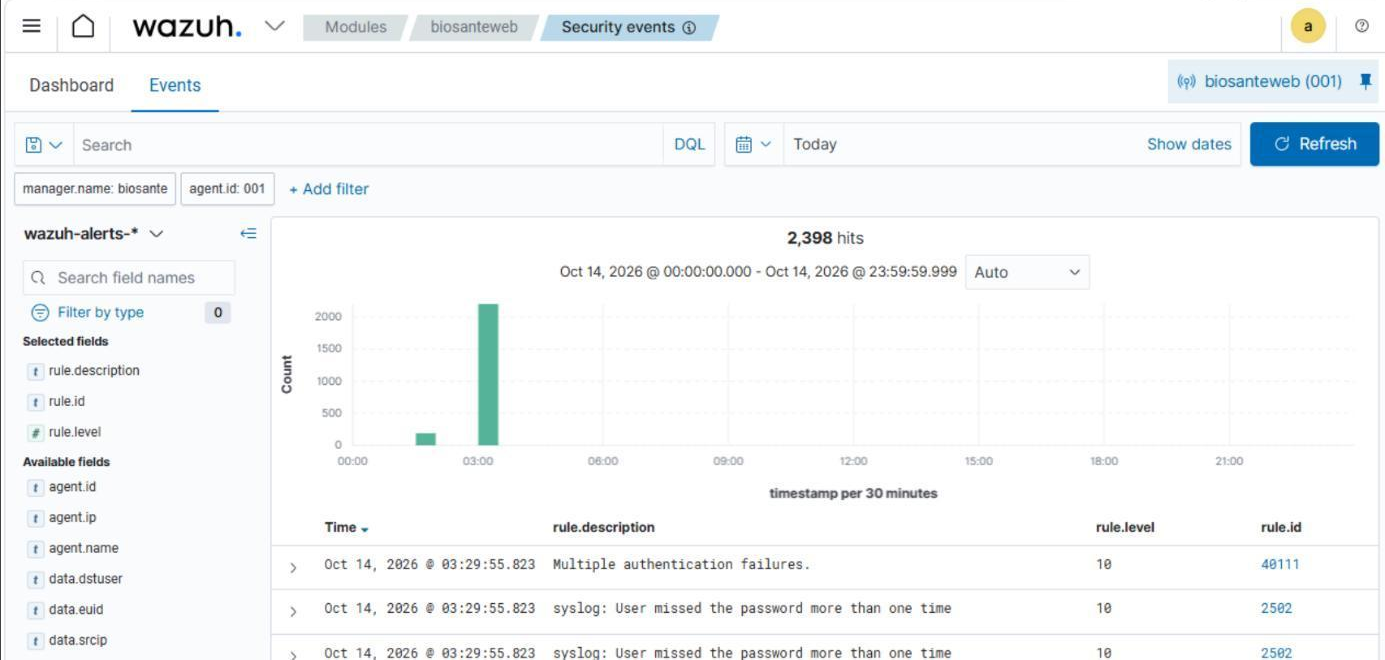 wazuh. Modules biosanteweb Security events a
Dashboard Events biosanteweb (001)
Search DQL Today Show dates Refresh
manager.name: biosante agent.id: 001 + Add filter
wazuh-alerts-*
Search field names
Filter by type 0
Selected fields
t rule.description
t rule.id
# rule.level
Available fields
t agent.id
t agent.ip
t agent.name
t data.dstuser
t data.euid
t data.srcip
2,398 hits
Oct 14, 2026 @ 00:00:00.000 - Oct 14, 2026 @ 23:59:59.999 Auto
Count
2000
1500
1000
500
0
00:00 03:00 06:00 09:00 12:00 15:00 18:00 21:00
timestamp per 30 minutes
Time rule.description rule.level rule.id
Oct 14, 2026 @ 03:29:55.823 Multiple authentication failures. 10 40111
Oct 14, 2026 @ 03:29:55.823 syslog: User missed the password more than one time 10 2502
Oct 14, 2026 @ 03:29:55.823 syslog: User missed the password more than one time 10 2502